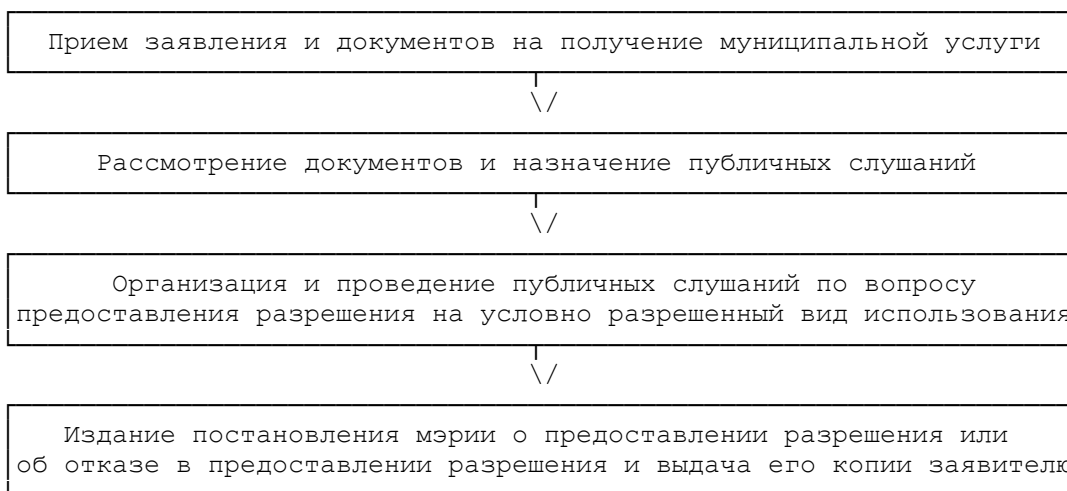 Прием заявления и документов на получение муниципальной услуги
\/
Рассмотрение документов и назначение публичных слушаний
\/
Организация и проведение публичных слушаний по вопросу
предоставления разрешения на условно разрешенный вид использования
\/
Издание постановления мэрии о предоставлении разрешения или
об отказе в предоставлении разрешения и выдача его копии заявителю